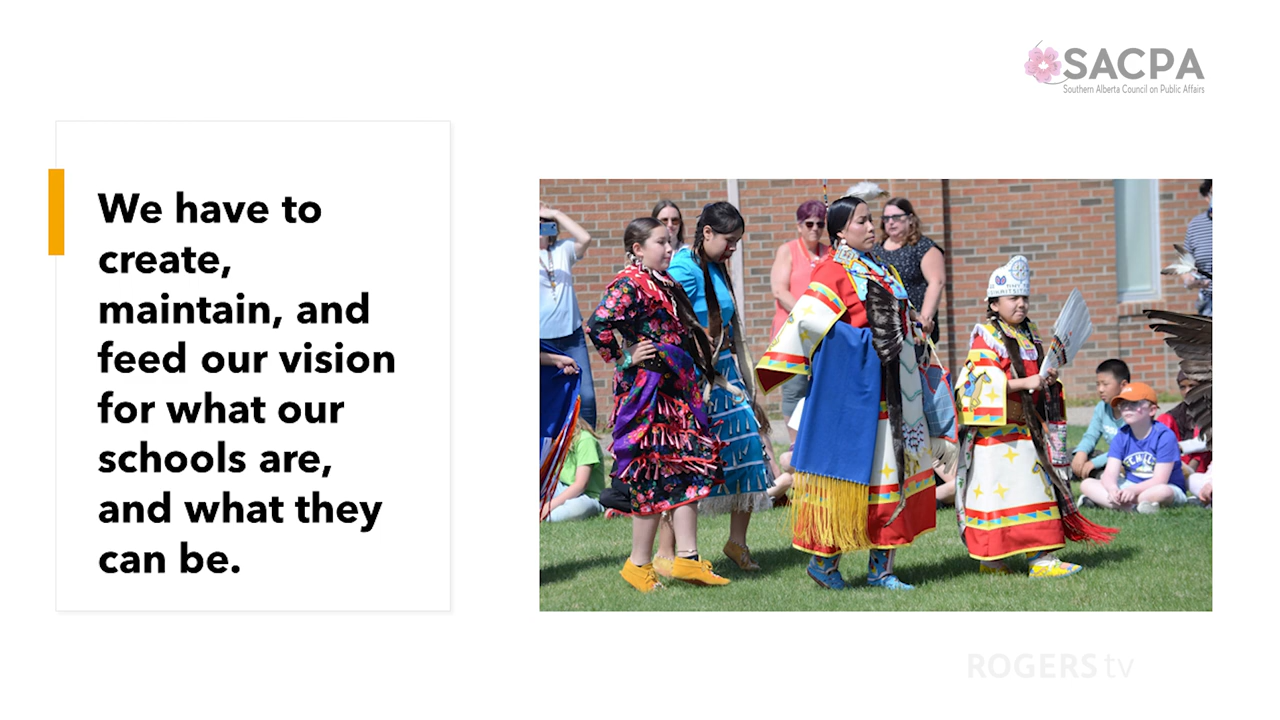 SACPA
Southern Alberta Council on Public Affairs
We have to
create,
maintain, and
feed our vision
for what our
schools are,
and what they
can be.
ROGERS tv